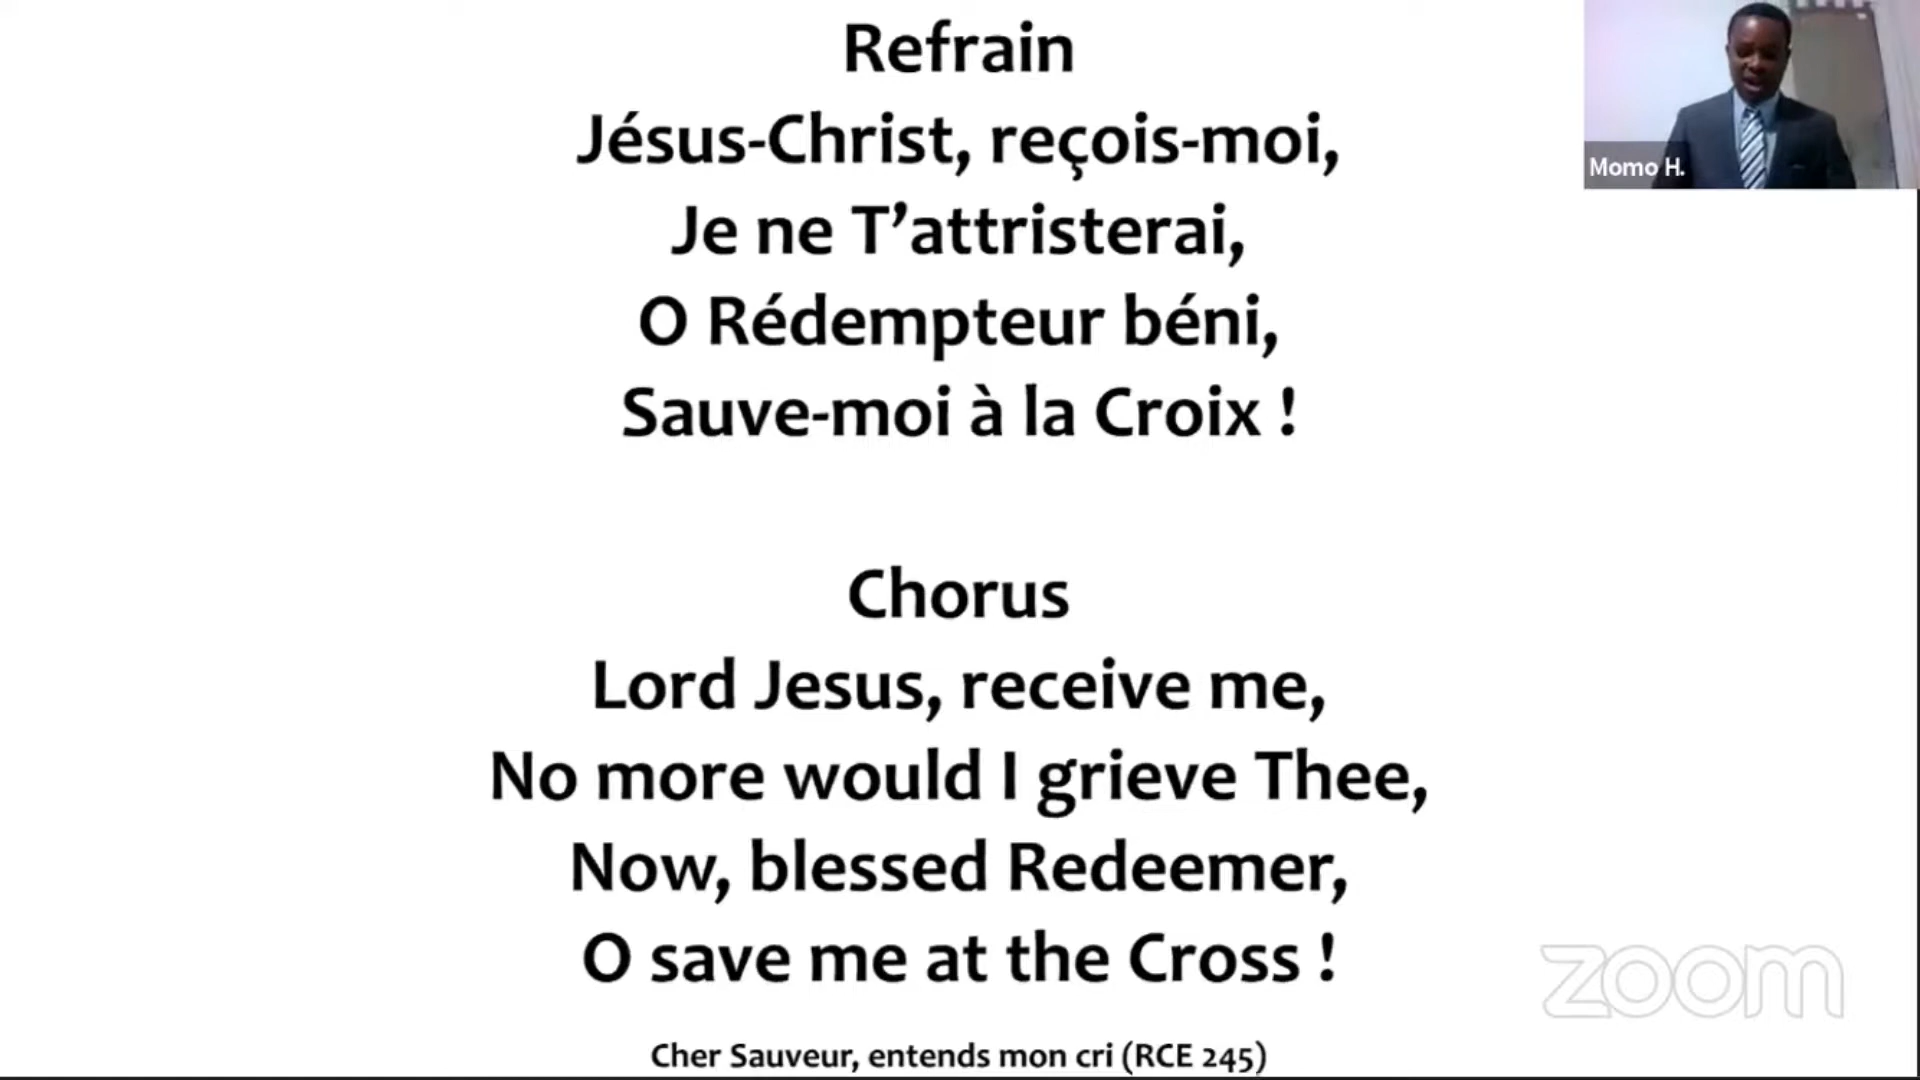 Refrain
Jésus-Christ, reçois-moi,
Je ne T’attristerai,
O Rédempteur béni,
Sauve-moi à la Croix !
Chorus
Lord Jesus, receive me,
No more would I grieve Thee,
Now, blessed Redeemer,
O save me at the Cross !
Cher Sauveur, entends mon cri (RCE 245)
Momo H.
zoom